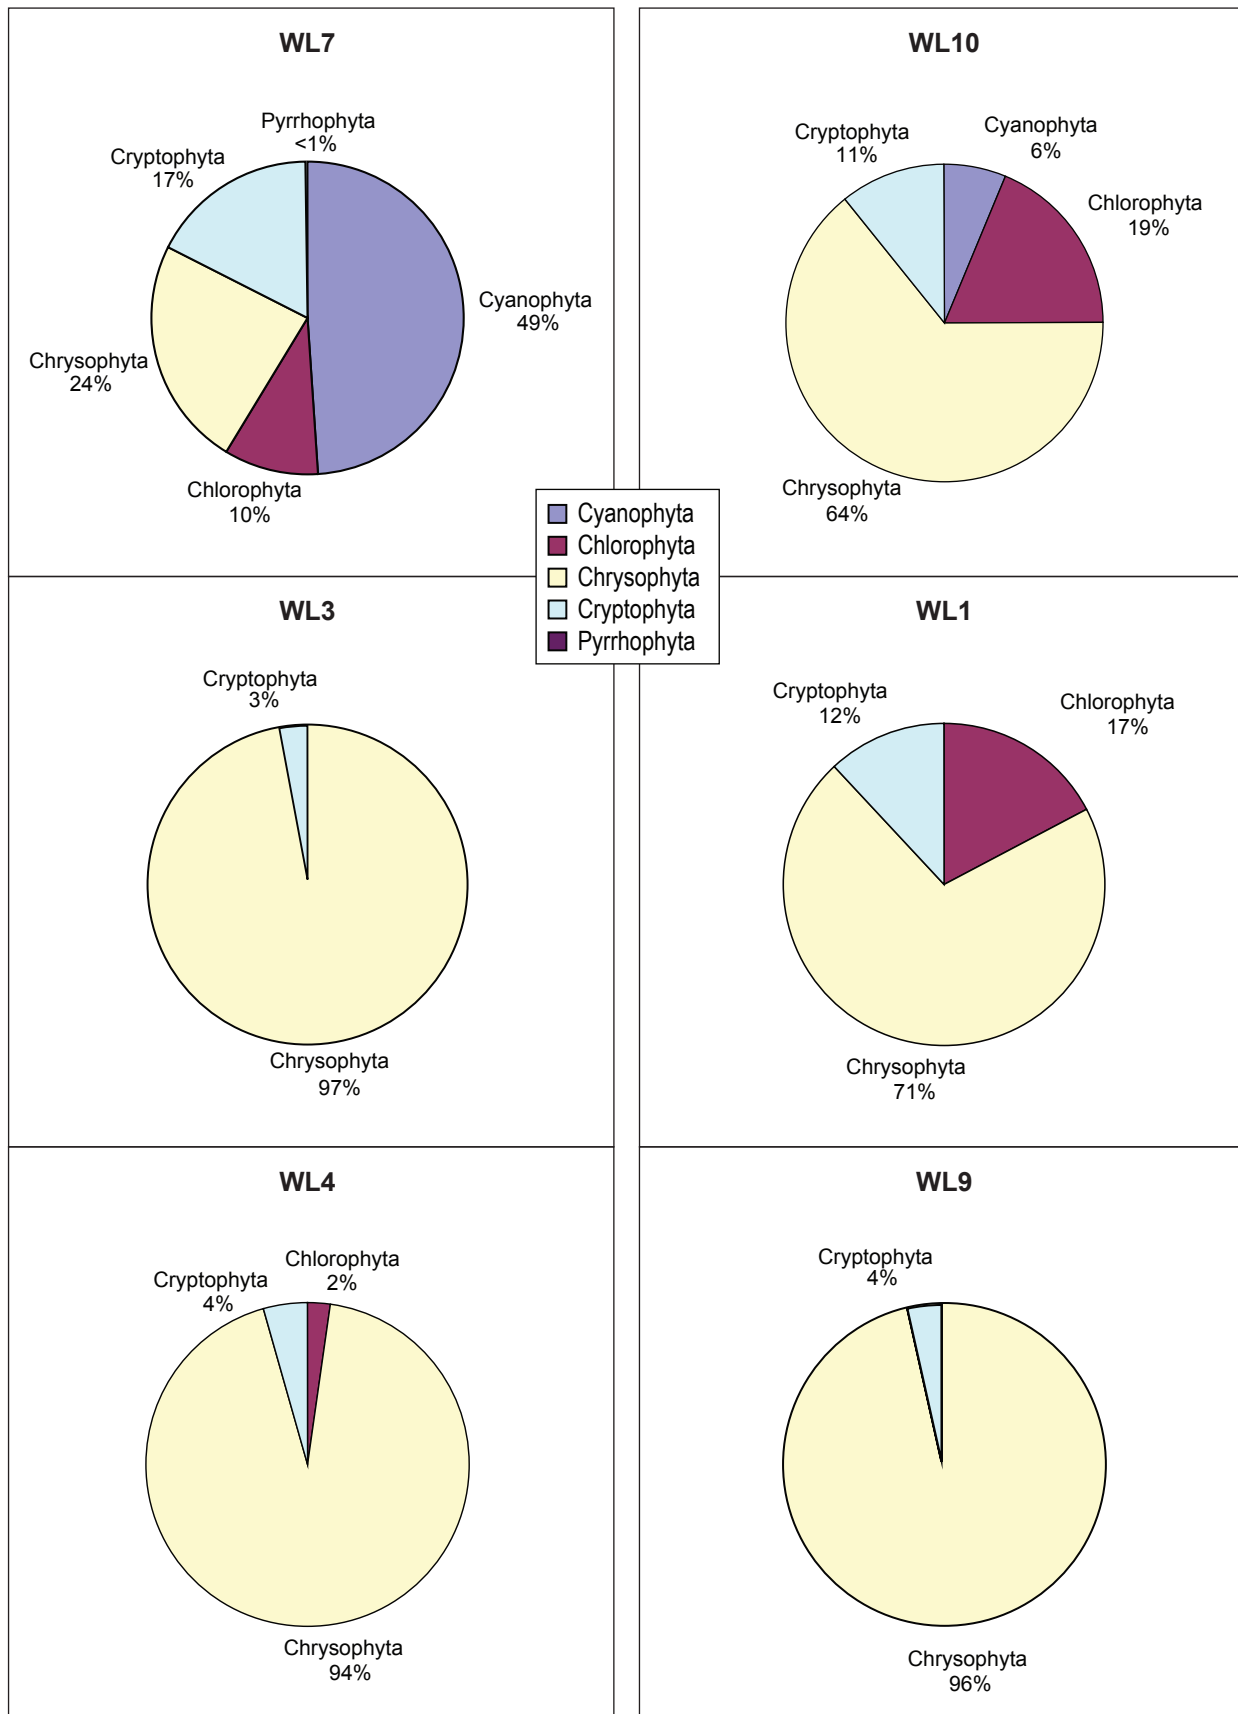 WL7
Pyrrhophyta
<1%
Cryptophyta
17%
Cyanophyta
49%
Chrysophyta
24%
Chlorophyta
10%
WL10
Cryptophyta
11%
Cyanophyta
6%
Chlorophyta
19%
Chrysophyta
64%
Cyanophyta
Chlorophyta
Chrysophyta
Cryptophyta
Pyrrhophyta
WL3
Cryptophyta
3%
Chrysophyta
97%
WL1
Cryptophyta
12%
Chlorophyta
17%
Chrysophyta
71%
WL4
Cryptophyta
4%
Chlorophyta
2%
Chrysophyta
94%
WL9
Cryptophyta
4%
Chrysophyta
96%